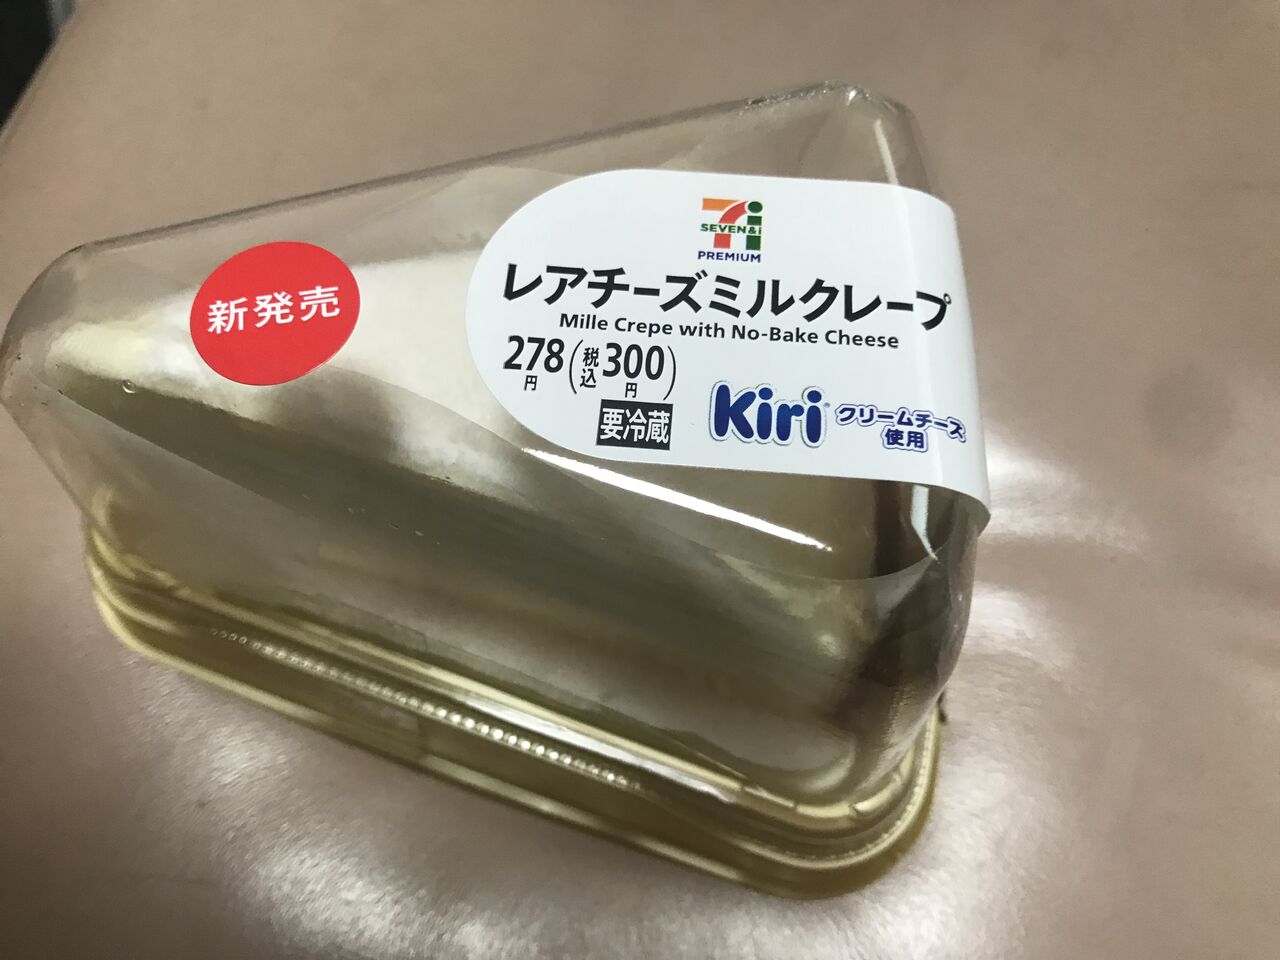 新発売
7i
SEVEN&i
PREMIUM
レアチーズミルクレープ
Mille Crepe with No-Bake Cheese
278円(税込300円)
要冷蔵
Kiri クリームチーズ使用